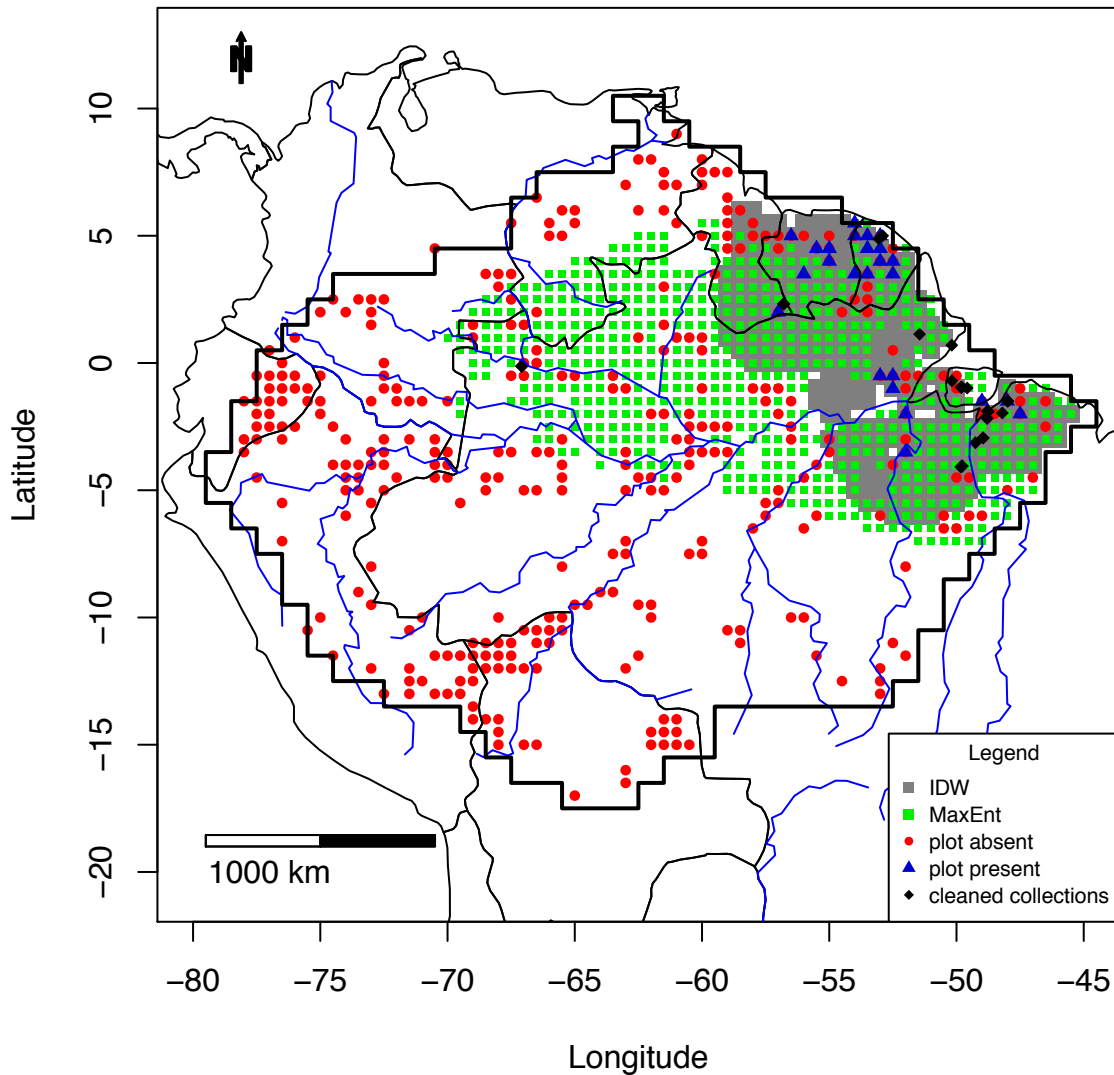 N
10
5
0
−5
−10
−15
−20
Latitude
1000 km
Legend
IDW
MaxEnt
plot absent
plot present
cleaned collections
−80 −75 −70 −65 −60 −55 −50 −45
Longitude